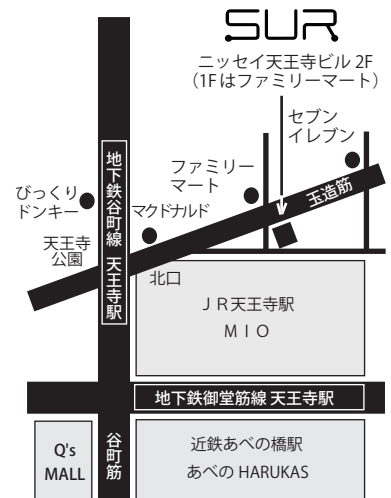 SUR
ニッセイ天王寺ビル 2F
(1Fはファミリーマート)
セブン
イレブン
ファミリー
マート
玉造筋
びっくり
ドンキー
マクドナルド
地下鉄谷町線 天王寺駅
天王寺
公園
北口
JR天王寺駅
MIO
地下鉄御堂筋線 天王寺駅
Q's
MALL
谷町筋
近鉄あべの橋駅
あべの HARUKAS